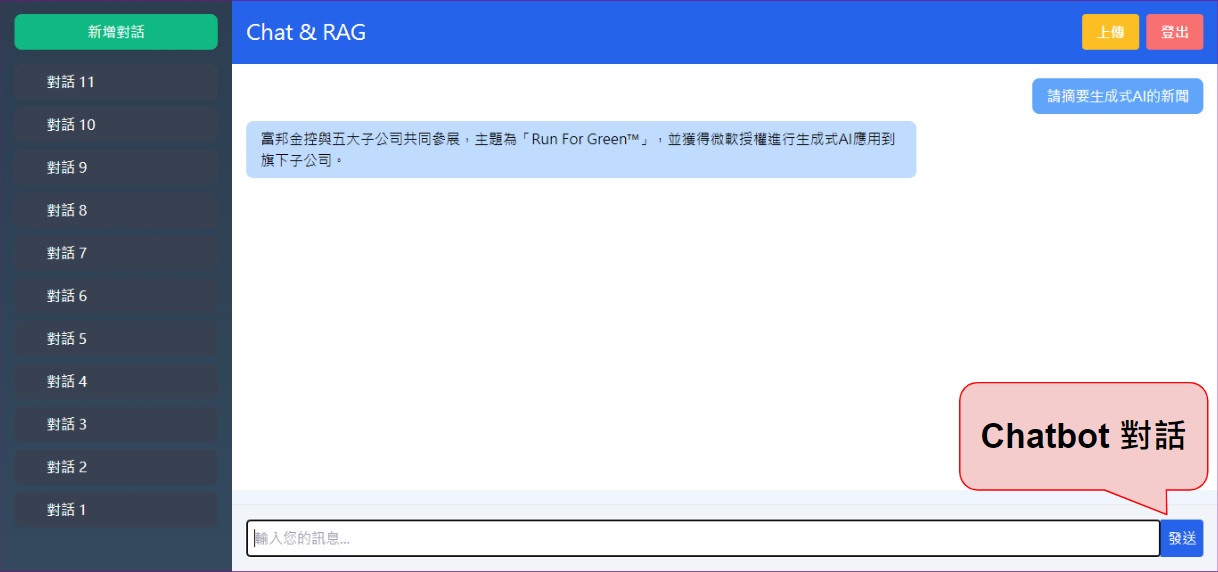 新增對話
對話 11
對話 10
對話 9
對話 8
對話 7
對話 6
對話 5
對話 4
對話 3
對話 2
對話 1
Chat & RAG
上傳
登出
請摘要生成式AI的新聞
富邦金控與五大子公司共同參展，主題為「Run For Green™」，並獲得微軟授權進行生成式AI應用到
旗下子公司。
Chatbot 對話
輸入您的訊息...
發送